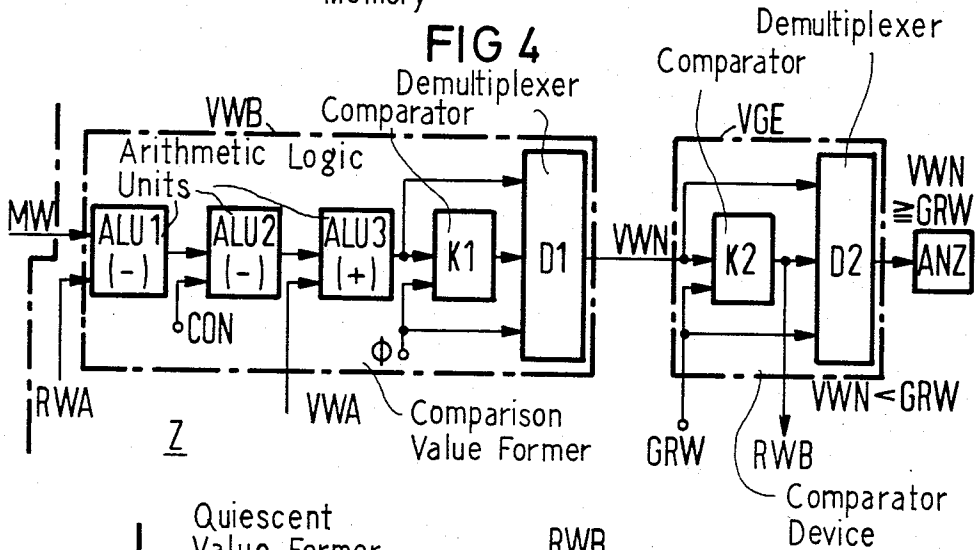 Memory
FIG 4
Demultiplexer
Comparator
Demultiplexer
Comparator
VWB
VGE
Arithmetic Logic
Units
MW
ALU1
(-)
ALU2
(-)
ALU3
(+)
K1
D1
VWN
K2
D2
VWN
≧GRW
ANZ
CON
Φ
RWA
VWA
Z
Comparison
Value Former
GRW
RWB
VWN<GRW
Comparator
Device
Quiescent
Value Former
RWB